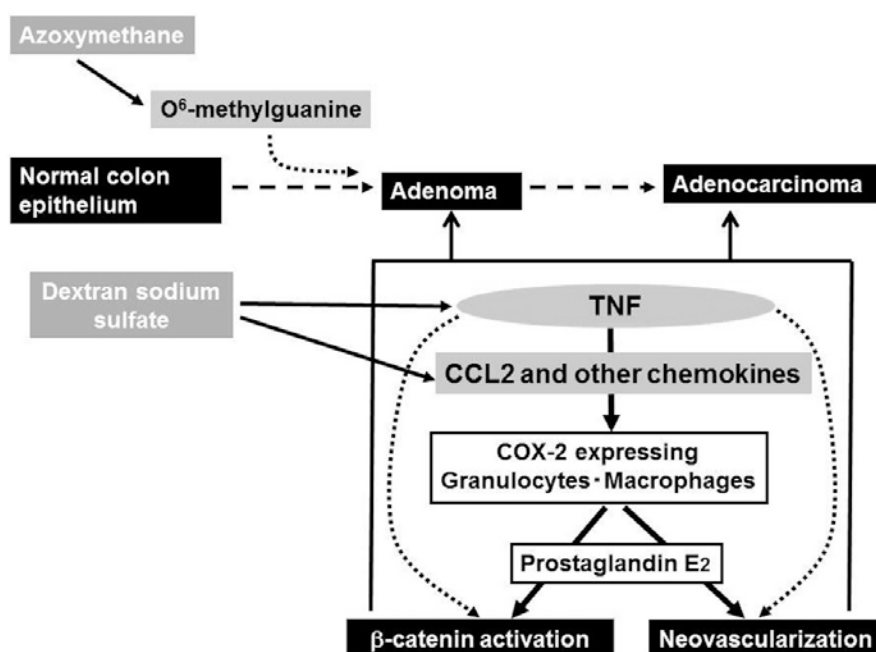 Azoxymethane
O⁶-methylguanine
Normal colon
epithelium
Adenoma
Adenocarcinoma
Dextran sodium
sulfate
TNF
CCL2 and other chemokines
COX-2 expressing
Granulocytes・Macrophages
Prostaglandin E₂
β-catenin activation
Neovascularization